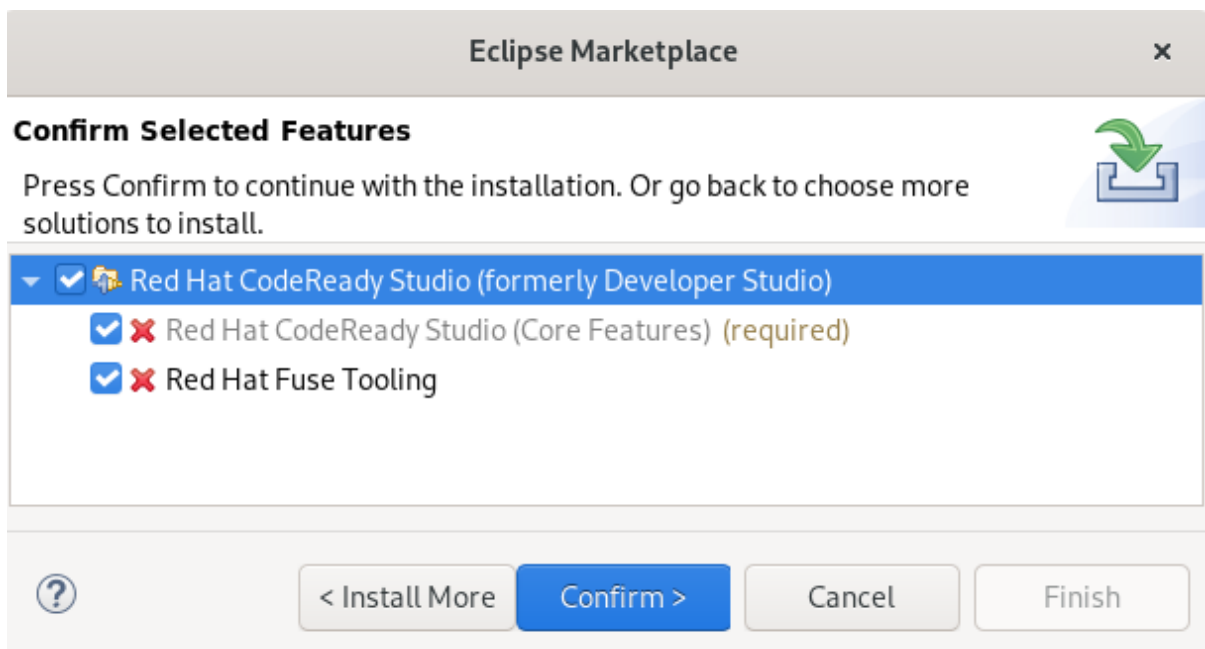 Eclipse Marketplace
Confirm Selected Features
Press Confirm to continue with the installation. Or go back to choose more
solutions to install.
Red Hat CodeReady Studio (formerly Developer Studio)
Red Hat CodeReady Studio (Core Features) (required)
Red Hat Fuse Tooling
< Install More Confirm > Cancel Finish